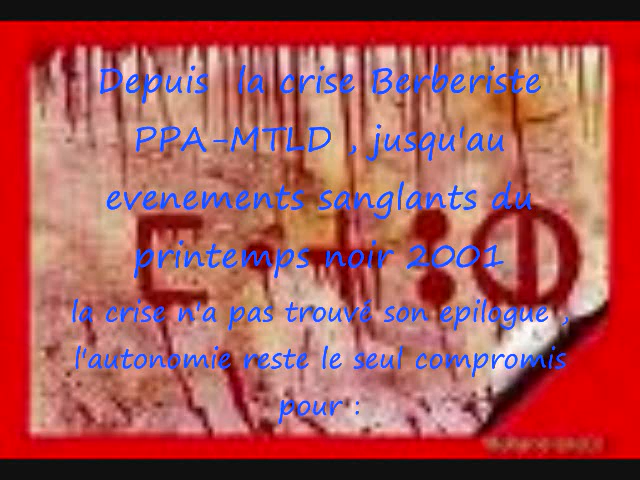 Depuis la crise Berberiste
PPA-MTLD , jusqu'au
evenements sanglants du
printemps noir 2001
la crise n'a pas trouvé son epilogue ,
l'autonomie reste le seul compromis
pour :